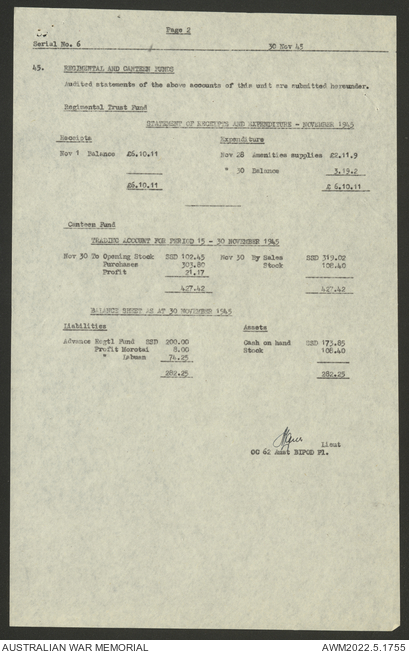 Page 2
Serial No. 6 30 Nov 45
45. REGIMENTAL AND CANTEEN FUNDS
Audited statements of the above accounts of this unit are submitted hereunder.
Regimental Trust Fund
STATEMENT OF RECEIPTS AND EXPENDITURE - NOVEMBER 1945
Receipts Expenditure
Nov 1 Balance £6.10.11 Nov 28 Amenities supplies £2.11.9
" 30 Balance 3.19.2
£6.10.11 £ 6.10.11
Canteen Fund
TRADING ACCOUNT FOR PERIOD 15 - 30 NOVEMBER 1945
Nov 30 To Opening Stock SSD 102.45 Nov 30 By Sales SSD 319.02
Purchases 303.80 Stock 108.40
Profit 21.17
427.42 427.42
BALANCE SHEET AS AT 30 NOVEMBER 1945
Liabilities Assets
Advance Regtl Fund SSD 200.00 Cash on hand SSD 173.85
Profit Morotai 8.00 Stock 108.40
" Labuan 74.25
282.25 282.25
Lieut
OC 62 Aust BIPOD Pl.
AUSTRALIAN WAR MEMORIAL AWM2022.5.1755